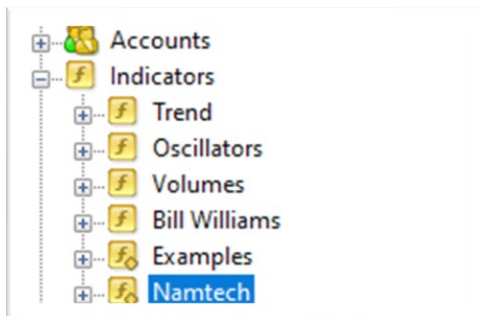 Accounts
Indicators
Trend
Oscillators
Volumes
Bill Williams
Examples
Namtech